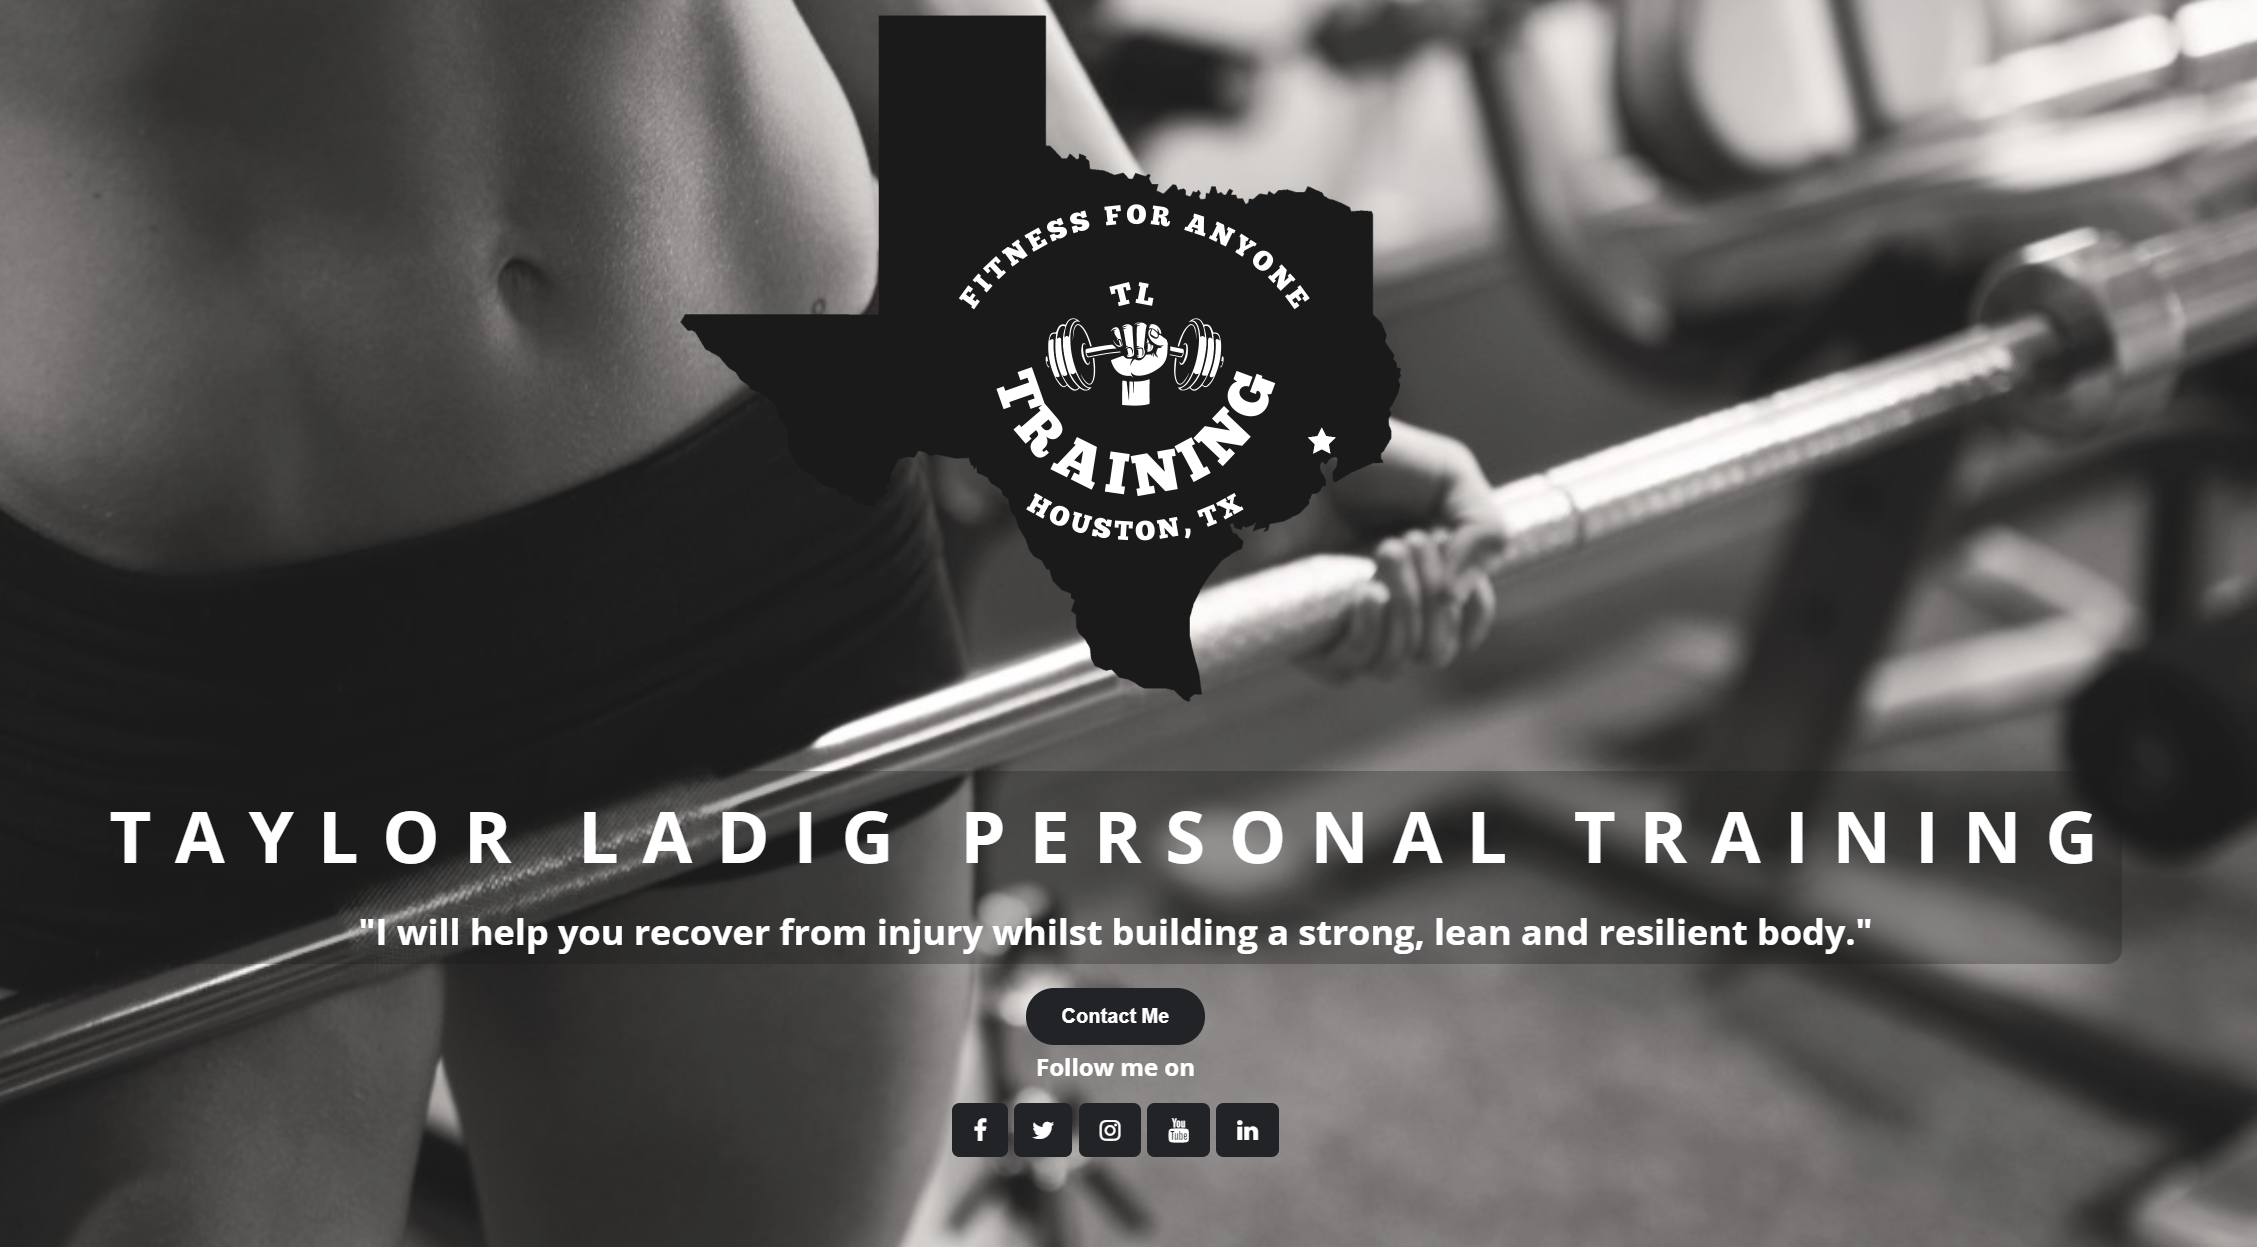 FITNESS FOR ANYONE
TL
TRAINING
HOUSTON, TX
TAYLOR LADIG PERSONAL TRAINING
"I will help you recover from injury whilst building a strong, lean and resilient body."
Contact Me
Follow me on
You
Tube
in